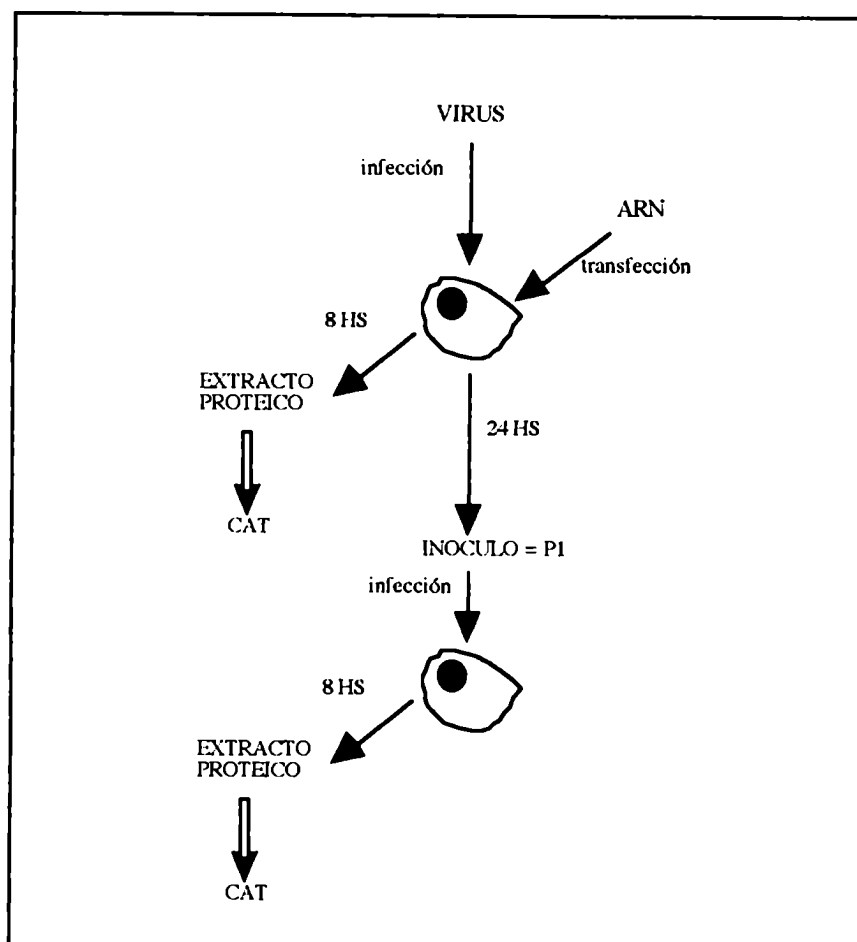 VIRUS
infección
ARN
transfección
8 HS
EXTRACTO
PROTEICO
24 HS
CAT
INOCULO = P1
infección
8 HS
EXTRACTO
PROTEICO
CAT